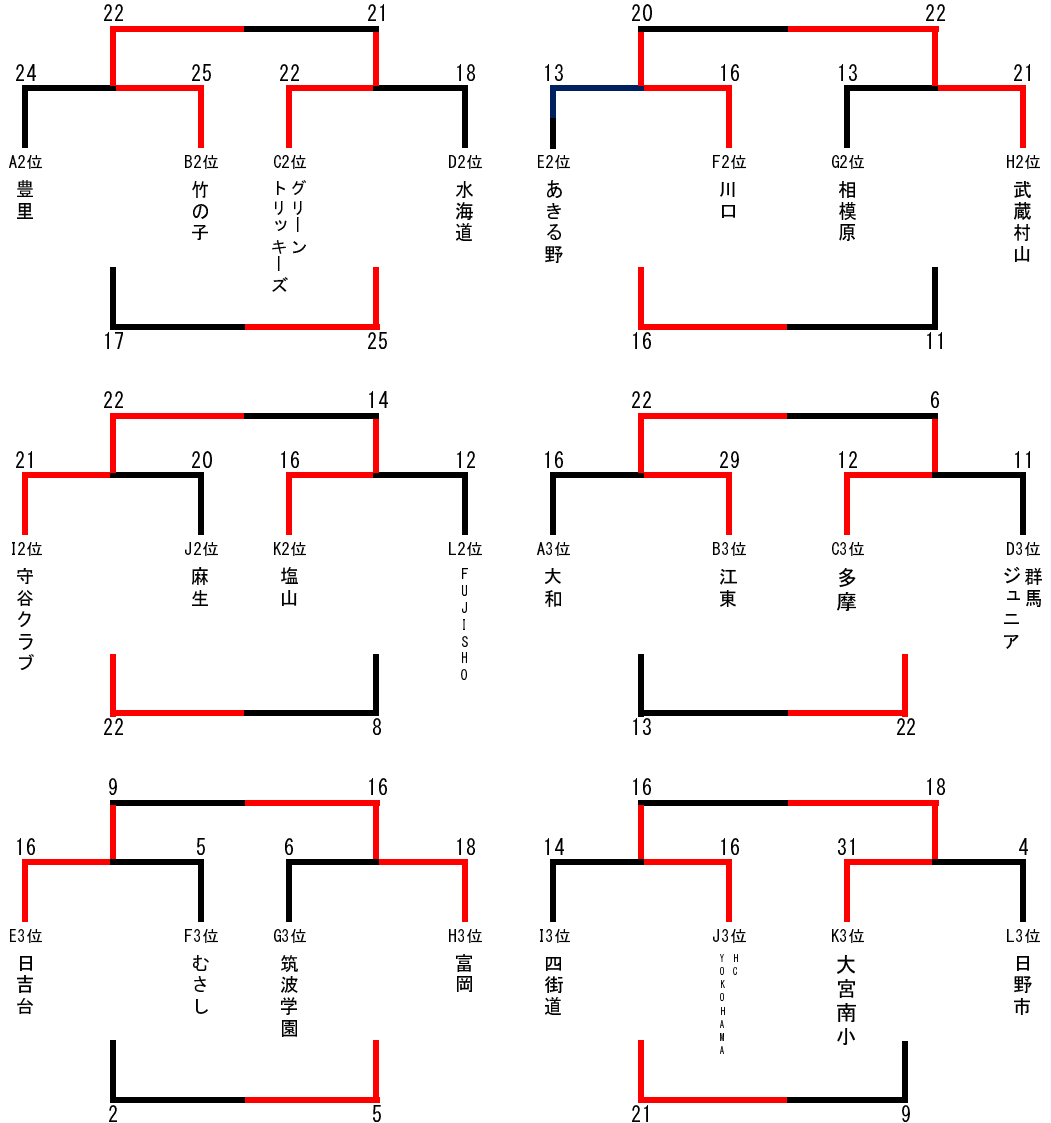 22 21 20 22
24 25 22 18 13 16 13 21
A2位 B2位 C2位 D2位 E2位 F2位 G2位 H2位
豊里
竹の子
グリーン
トリッキーズ
水海道
あきる野
川口
相模原
武蔵村山
17 25 16 11
22 14 22 6
21 20 16 12 16 29 12 11
I2位 J2位 K2位 L2位 A3位 B3位 C3位 D3位
守谷クラブ
麻生
塩山
FUJISHO
大和
江東
多摩
群馬
ジュニア
22 8 13 22
9 16 16 18
16 5 6 18 14 16 31 4
E3位 F3位 G3位 H3位 I3位 J3位 K3位 L3位
日吉台
むさし
筑波学園
富岡
四街道
HC
YOKOHAMA
大宮南小
日野市
2 5 21 9